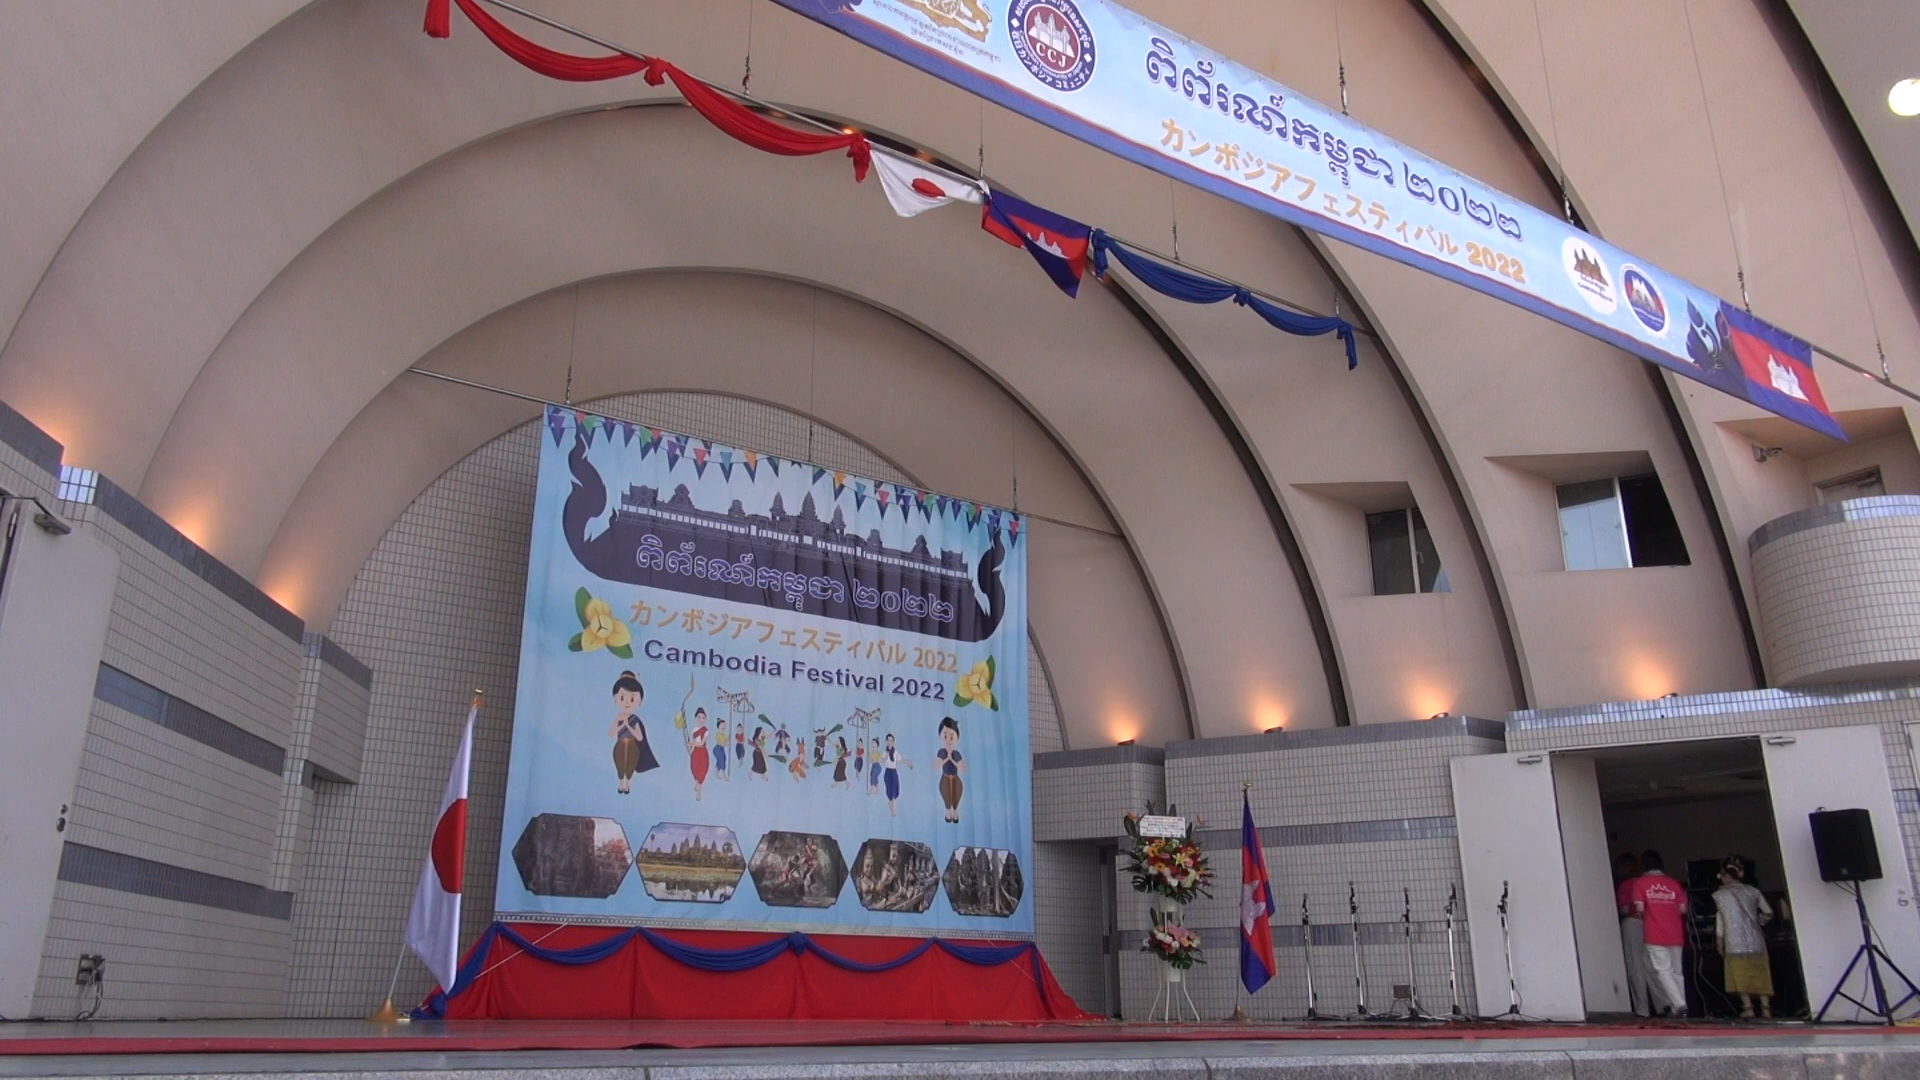 CCJ
ពិព័រណ៍កម្ពុជា ២០២២
カンボジアフェスティバル 2022
ពិព័រណ៍កម្ពុជា ២០២២
カンボジアフェスティバル 2022
Cambodia Festival 2022